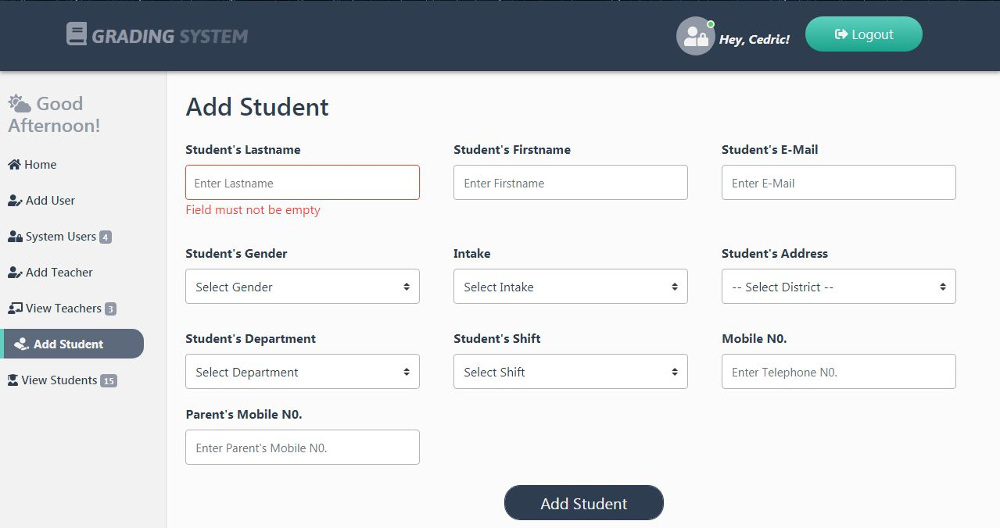 GRADING SYSTEM
Hey, Cedric!
Logout
Good
Afternoon!
Home
Add User
System Users 4
Add Teacher
View Teachers 3
Add Student
View Students 15
Add Student
Student's Lastname
Student's Firstname
Student's E-Mail
Enter Lastname
Enter Firstname
Enter E-Mail
Field must not be empty
Student's Gender
Intake
Student's Address
Select Gender
Select Intake
-- Select District --
Student's Department
Student's Shift
Mobile N0.
Select Department
Select Shift
Enter Telephone N0.
Parent's Mobile N0.
Enter Parent's Mobile N0.
Add Student